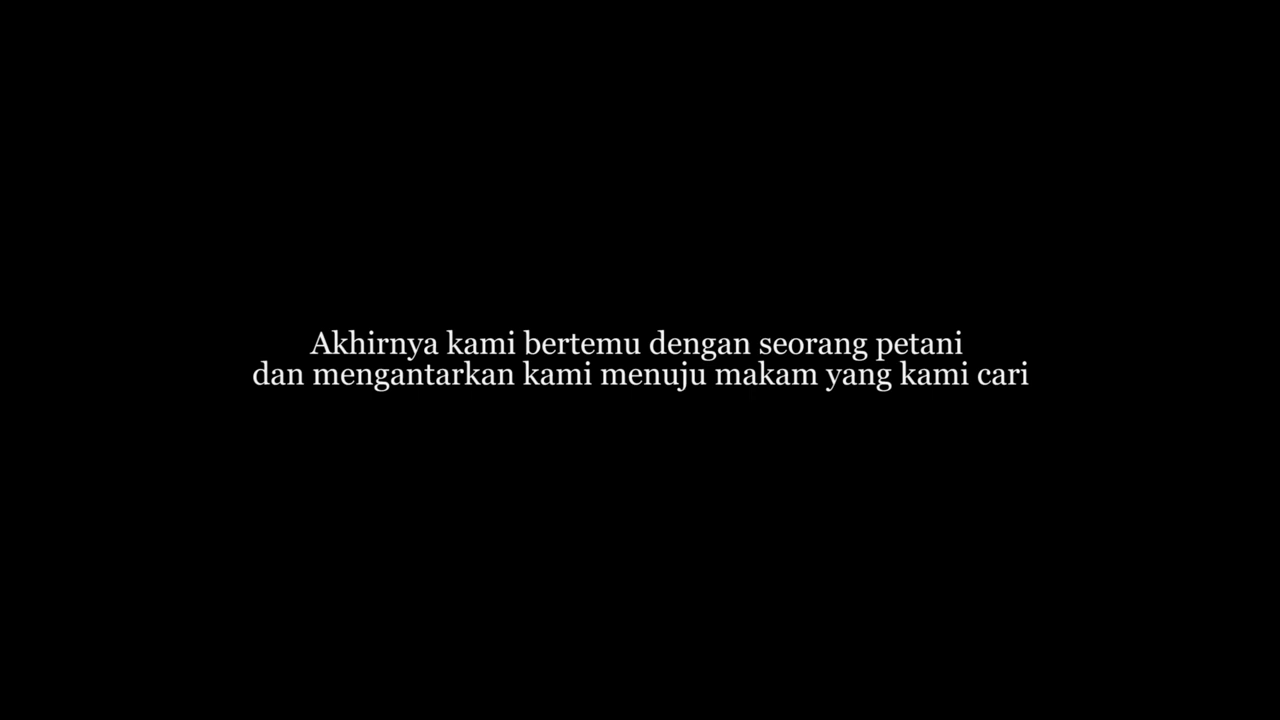 Akhirnya kami bertemu dengan seorang petani
dan mengantarkan kami menuju makam yang kami cari